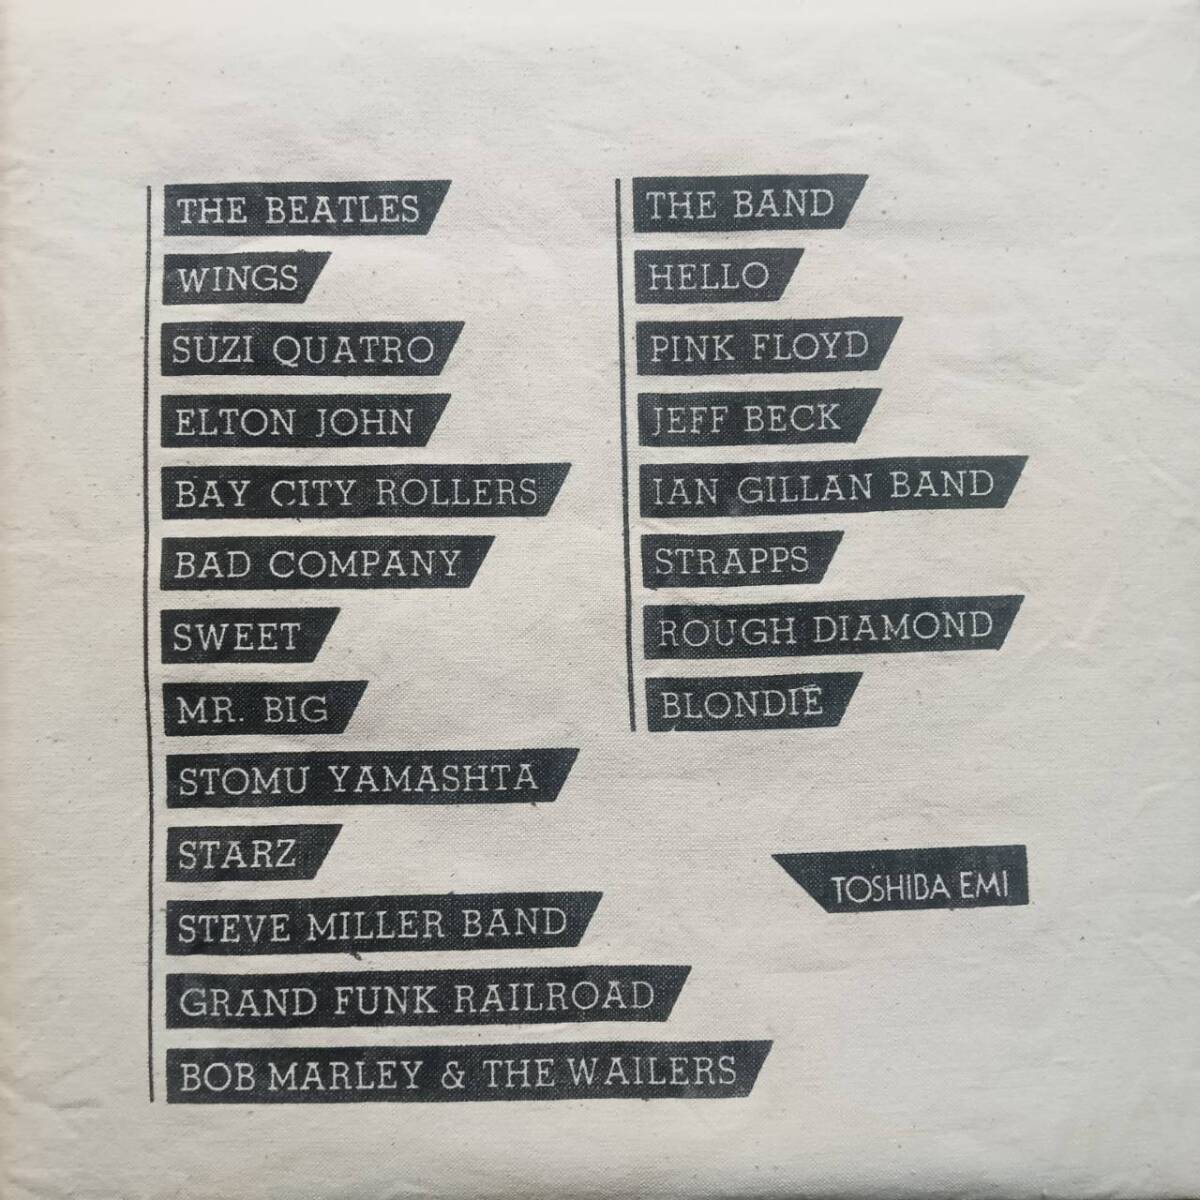 THE BEATLES
WINGS
SUZI QUATRO
ELTON JOHN
BAY CITY ROLLERS
BAD COMPANY
SWEET
MR. BIG
STOMU YAMASHTA
STARZ
STEVE MILLER BAND
GRAND FUNK RAILROAD
BOB MARLEY & THE WAILERS
THE BAND
HELLO
PINK FLOYD
JEFF BECK
IAN GILLAN BAND
STRAPPS
ROUGH DIAMOND
BLONDIE
TOSHIBA EMI